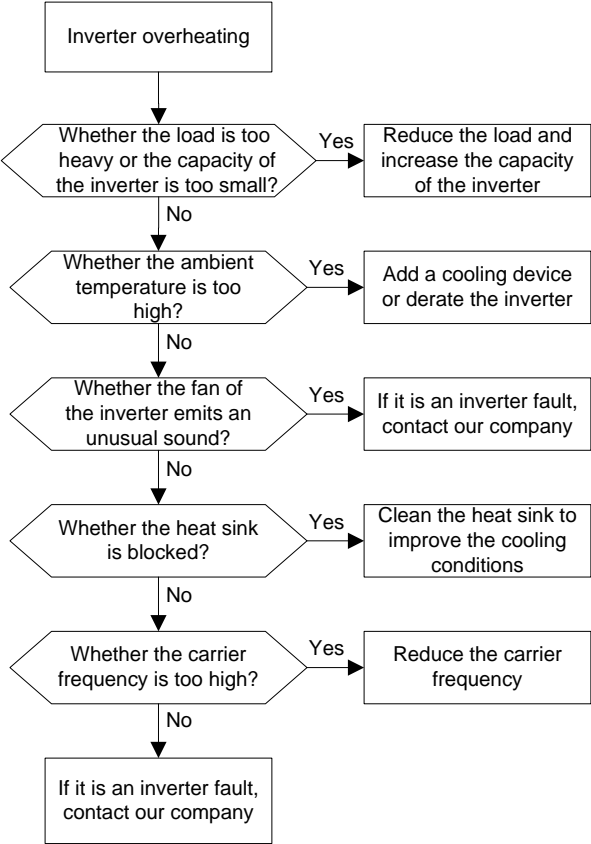 Inverter overheating
Whether the load is too
heavy or the capacity of
the inverter is too small?
Yes
Reduce the load and
increase the capacity
of the inverter
No
Whether the ambient
temperature is too
high?
Yes
Add a cooling device
or derate the inverter
No
Whether the fan of
the inverter emits an
unusual sound?
Yes
If it is an inverter fault,
contact our company
No
Whether the heat sink
is blocked?
Yes
Clean the heat sink to
improve the cooling
conditions
No
Whether the carrier
frequency is too high?
Yes
Reduce the carrier
frequency
No
If it is an inverter fault,
contact our company